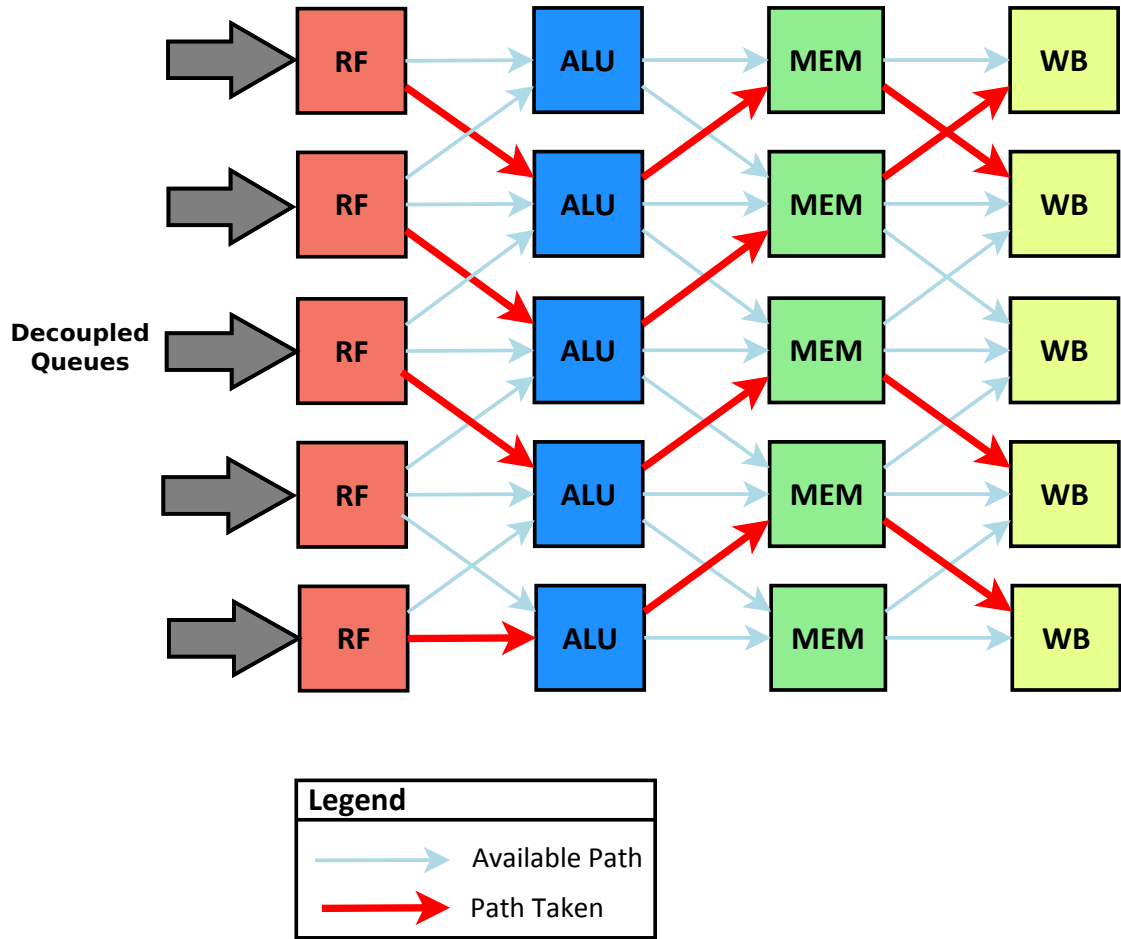 RF ALU MEM WB
RF ALU MEM WB
Decoupled
Queues
RF ALU MEM WB
RF ALU MEM WB
RF ALU MEM WB
Legend
Available Path
Path Taken